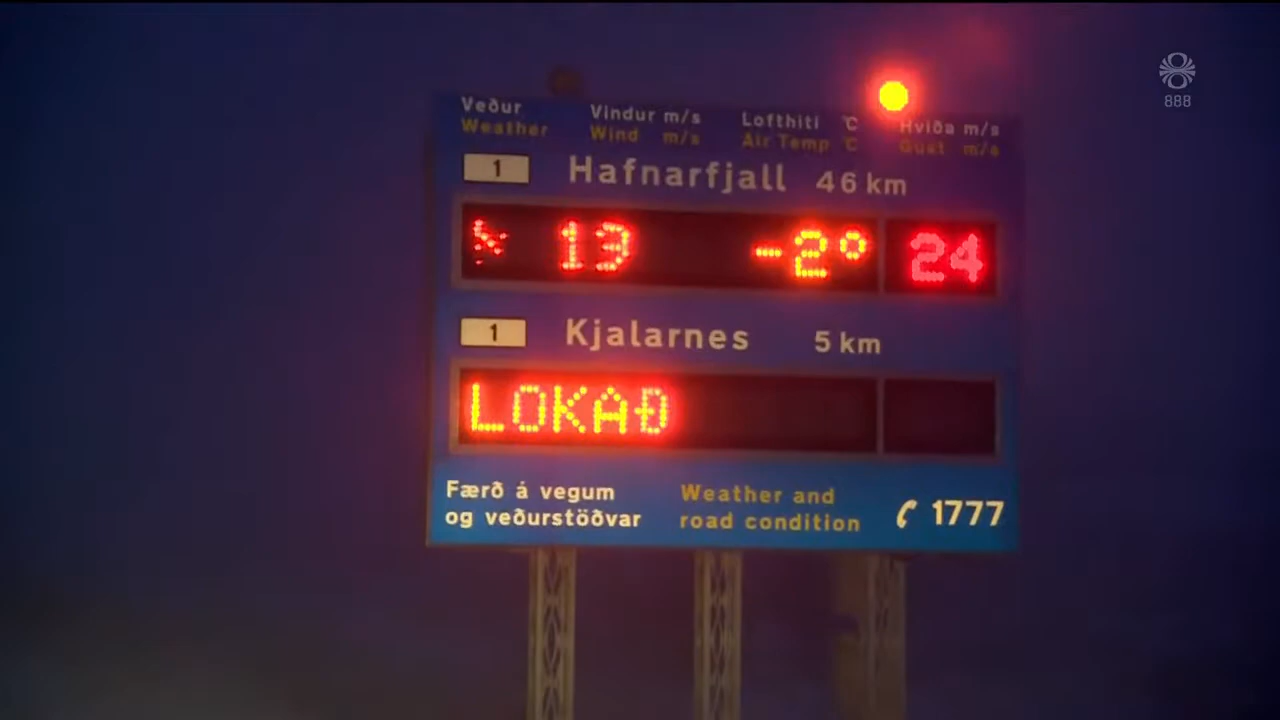 888
Veður Vindur m/s Lofthiti °C Hviða m/s
Weather Wind m/s Air Temp °C Gust m/s
1 Hafnarfjall 46 km
13 -2° 24
1 Kjalarnes 5 km
LOKAÐ
Færð á vegum
og veðurstöðvar
Weather and
road condition
1777